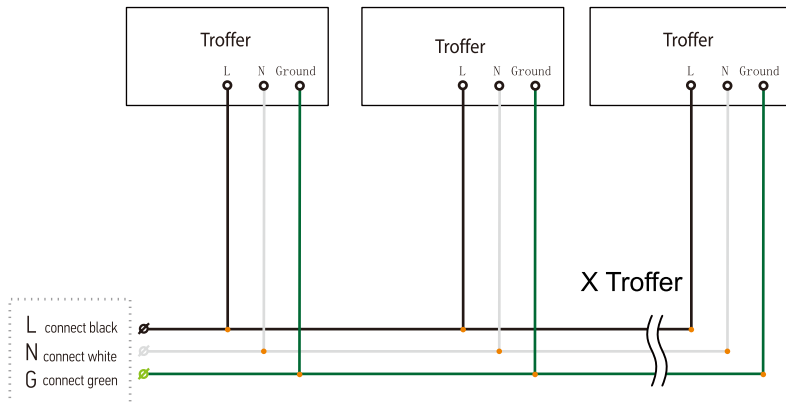 Troffer
L N Ground
Troffer
L N Ground
Troffer
L N Ground
X Troffer
L connect black
N connect white
G connect green